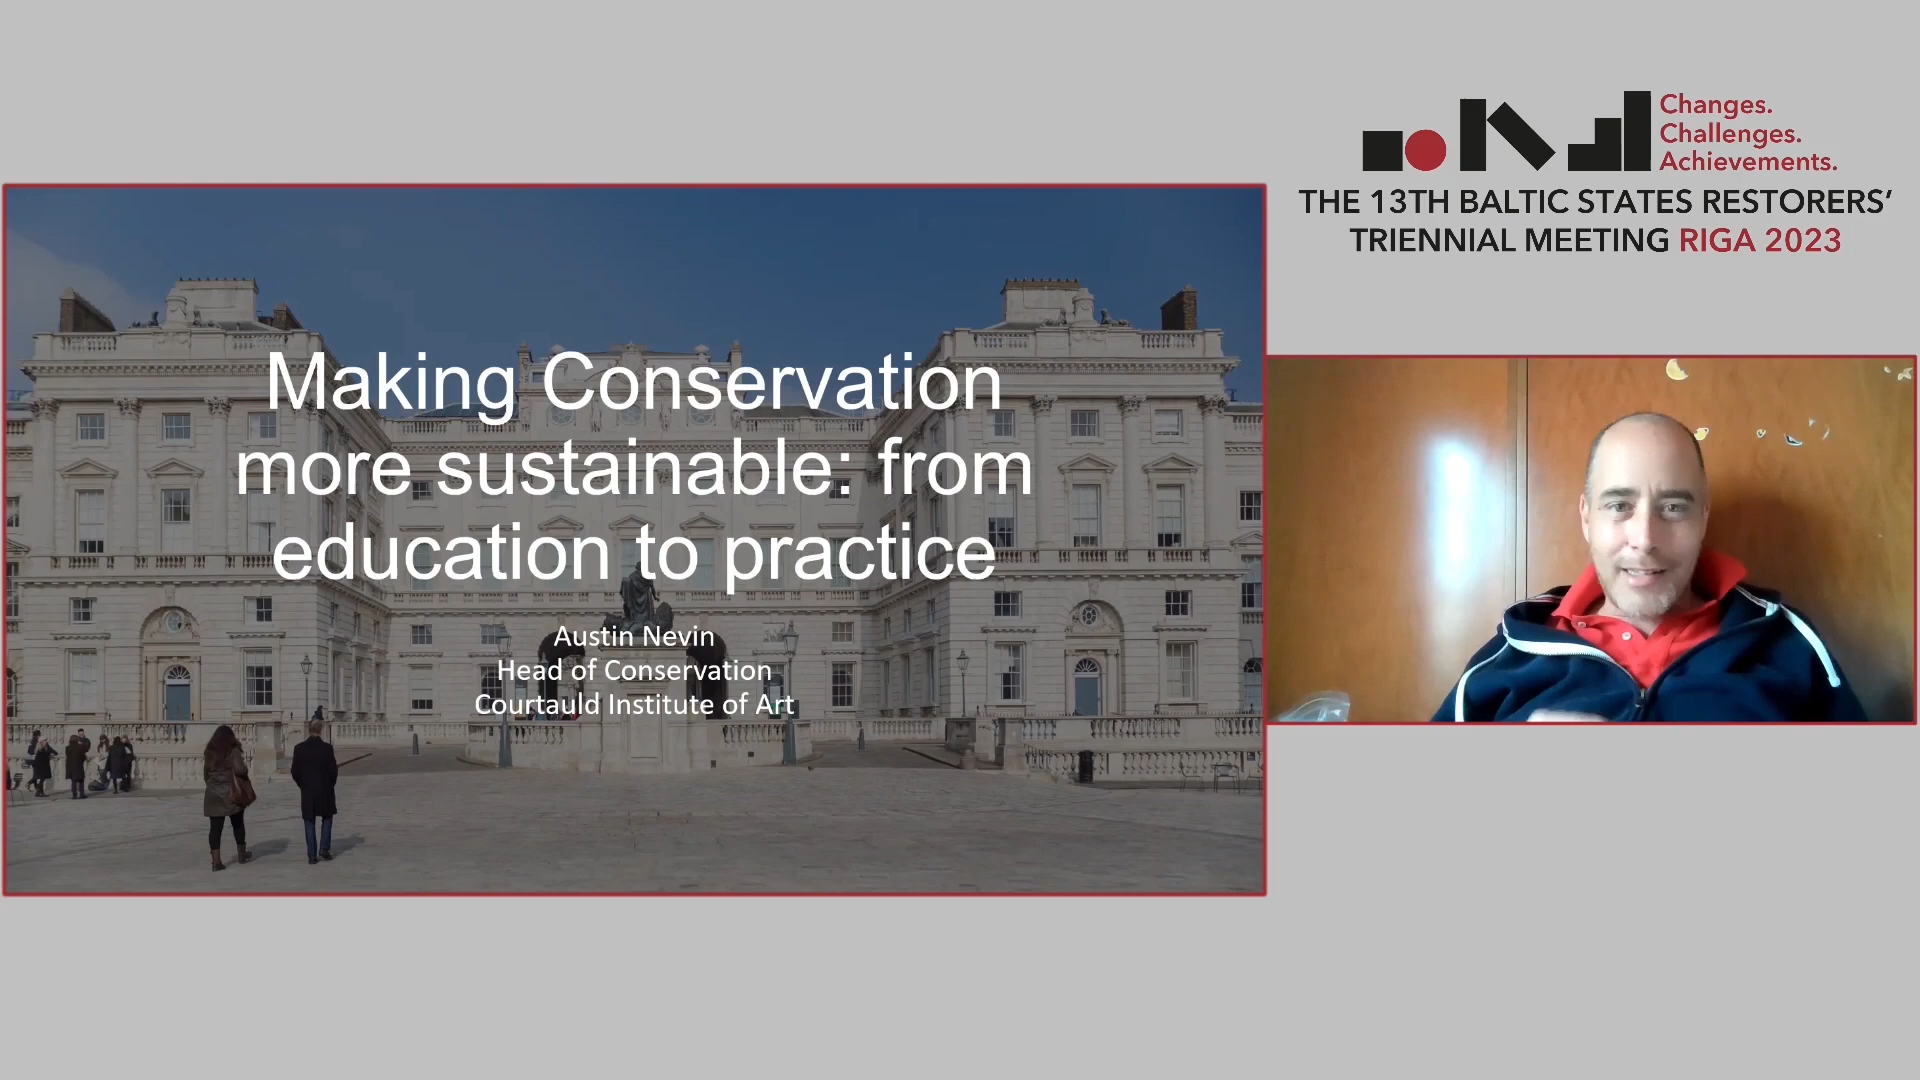 Making Conservation
more sustainable: from
education to practice
Austin Nevin
Head of Conservation
Courtauld Institute of Art
Changes.
Challenges.
Achievements.
THE 13TH BALTIC STATES RESTORERS’
TRIENNIAL MEETING RIGA 2023